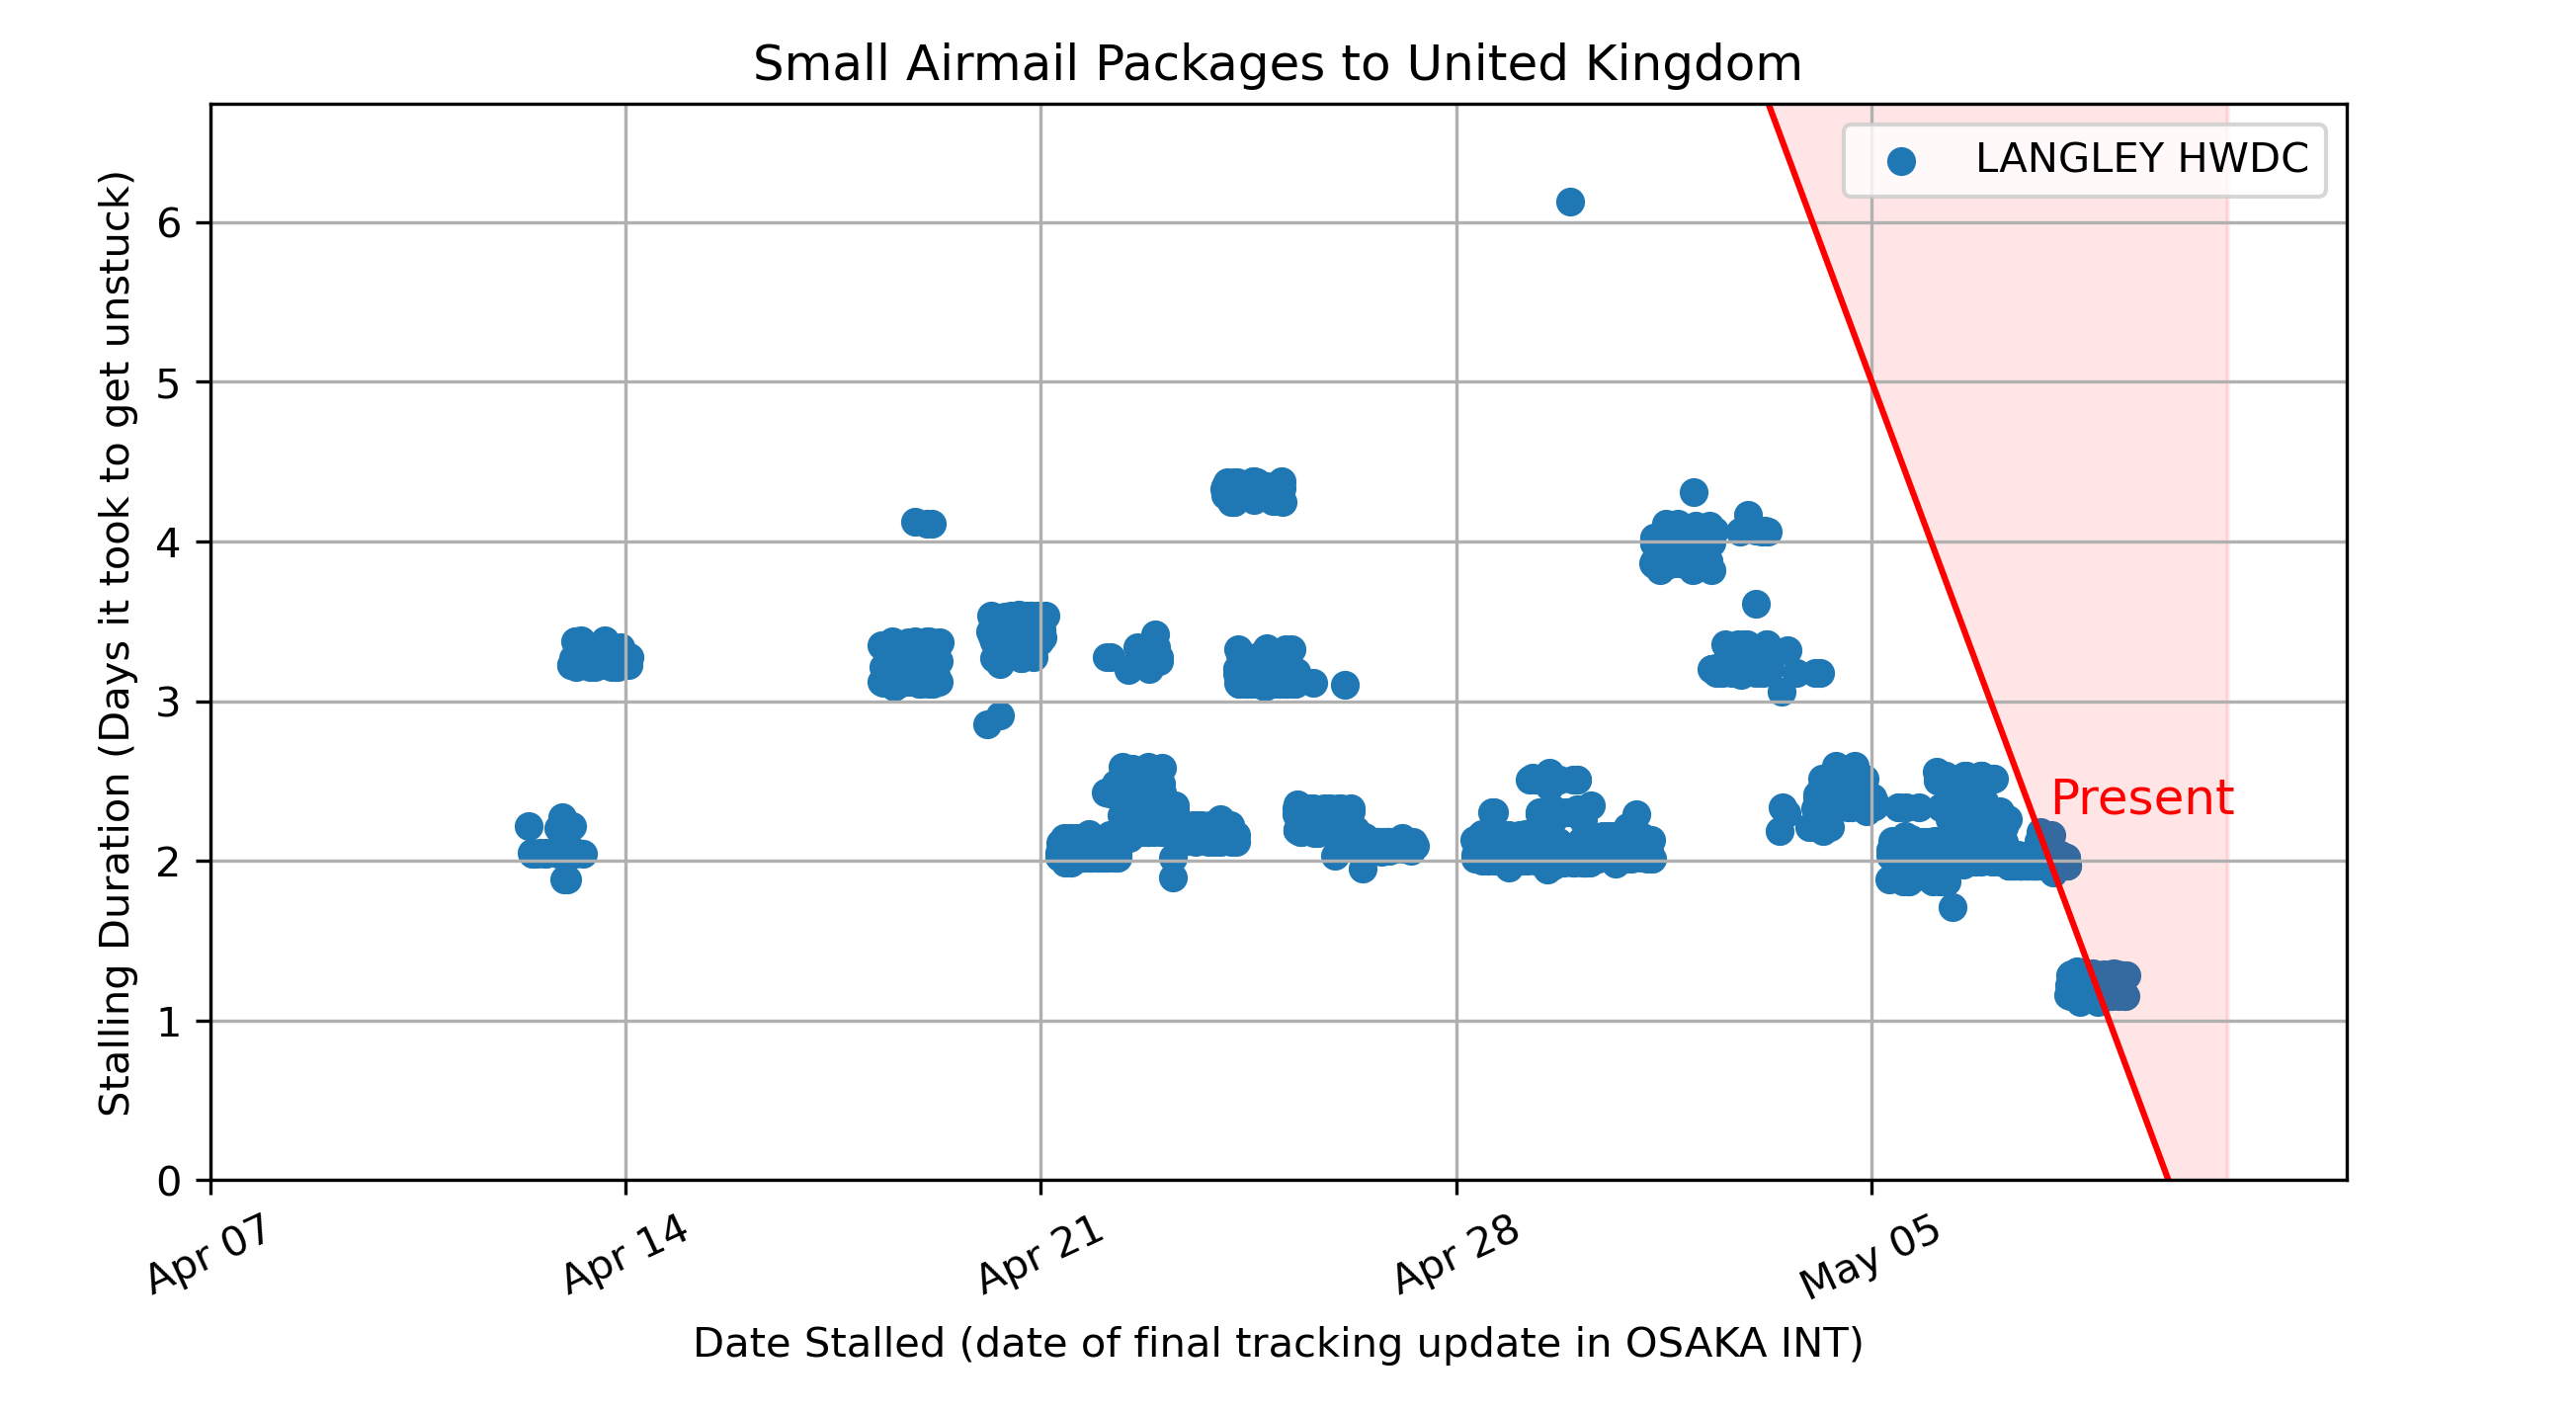 Small Airmail Packages to United Kingdom
LANGLEY HWDC
Stalling Duration (Days it took to get unstuck)
6
5
4
3
2
1
0
Present
Apr 07
Apr 14
Apr 21
Apr 28
May 05
Date Stalled (date of final tracking update in OSAKA INT)